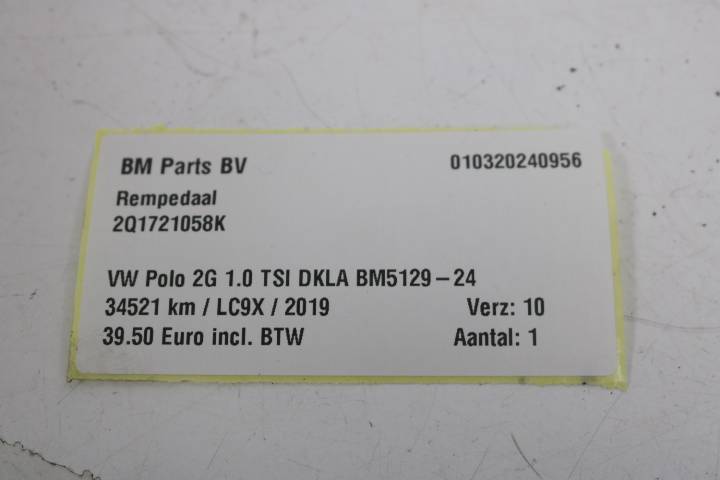 BM Parts BV 010320240956
Rempedaal
2Q1721058K
VW Polo 2G 1.0 TSI DKLA BM5129-24
34521 km / LC9X / 2019 Verz: 10
39.50 Euro incl. BTW Aantal: 1